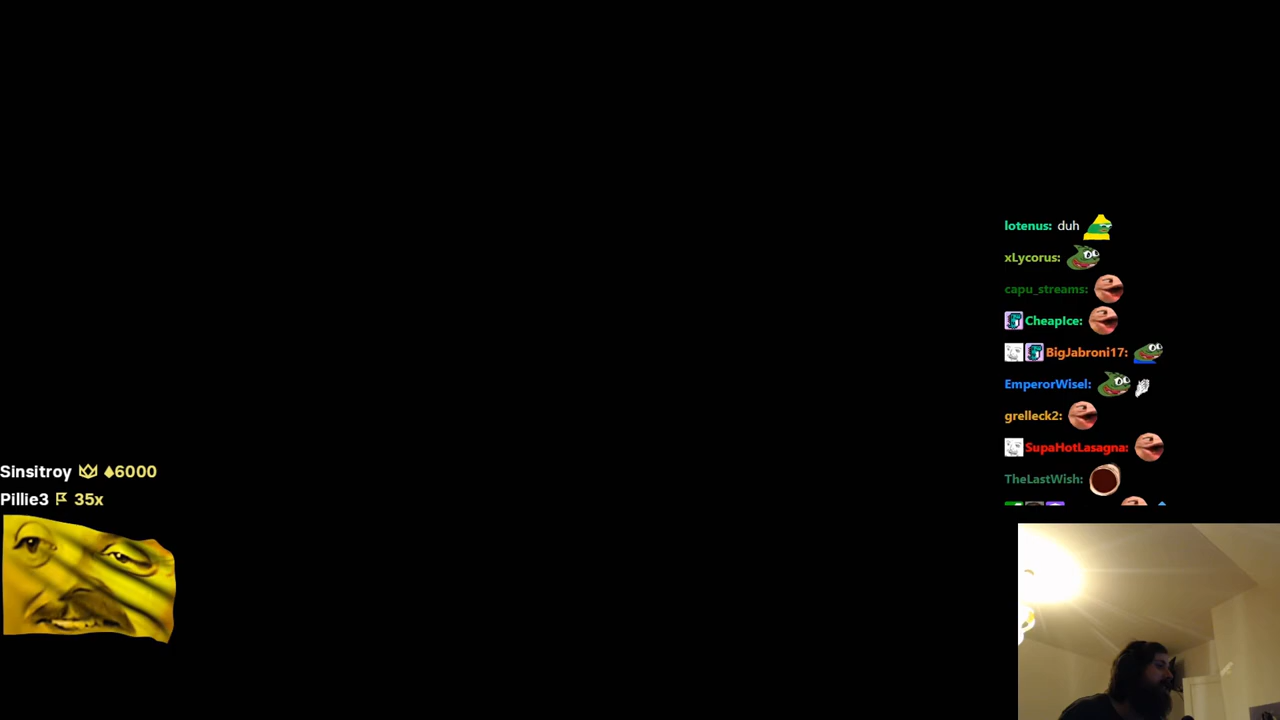 lotenus: duh
xLycorus:
capu_streams:
CheapIce:
BigJabroni17:
EmperorWisel:
grelleck2:
SupaHotLasagna:
TheLastWish:
Sinsitroy 6000
Pillie3 35x